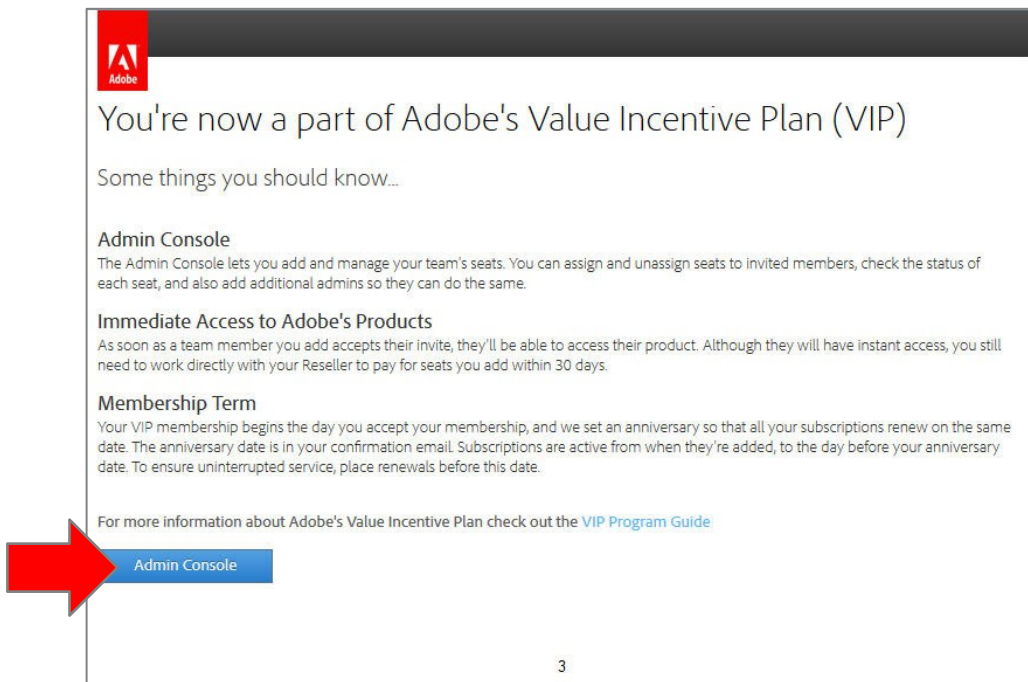 Adobe
You're now a part of Adobe's Value Incentive Plan (VIP)
Some things you should know...
Admin Console
The Admin Console lets you add and manage your team's seats. You can assign and unassign seats to invited members, check the status of
each seat, and also add additional admins so they can do the same.
Immediate Access to Adobe's Products
As soon as a team member you add accepts their invite, they'll be able to access their product. Although they will have instant access, you still
need to work directly with your Reseller to pay for seats you add within 30 days.
Membership Term
Your VIP membership begins the day you accept your membership, and we set an anniversary so that all your subscriptions renew on the same
date. The anniversary date is in your confirmation email. Subscriptions are active from when they're added, to the day before your anniversary
date. To ensure uninterrupted service, place renewals before this date.
For more information about Adobe's Value Incentive Plan check out the VIP Program Guide
Admin Console
3